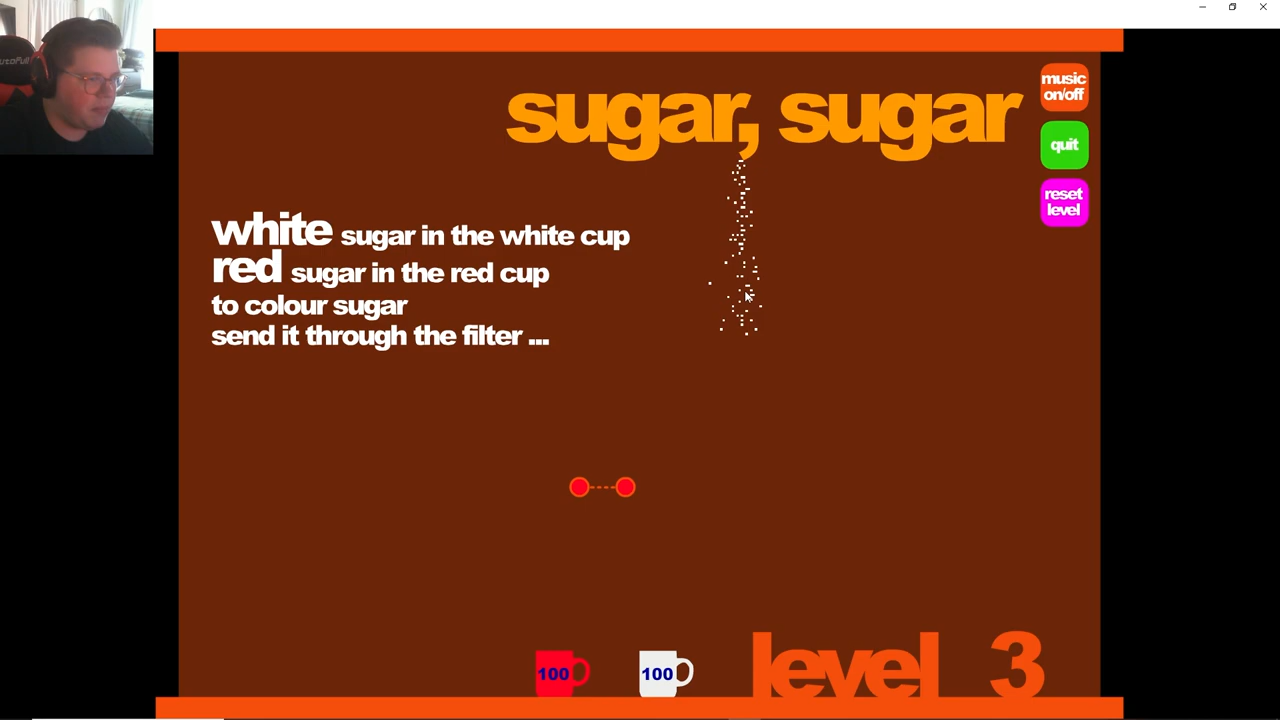 sugar, sugar
music
on/off
quit
reset
level
white sugar in the white cup
red sugar in the red cup
to colour sugar
send it through the filter ...
100
100
level 3